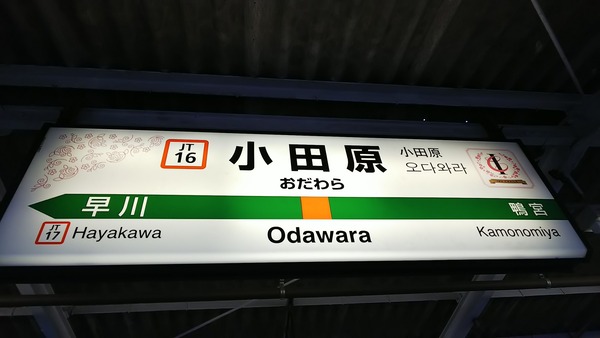 JT
16
小田原
小田原
おだわら
오다와라
早川
鴨宮
JT
17
Hayakawa
Odawara
Kamonomiya